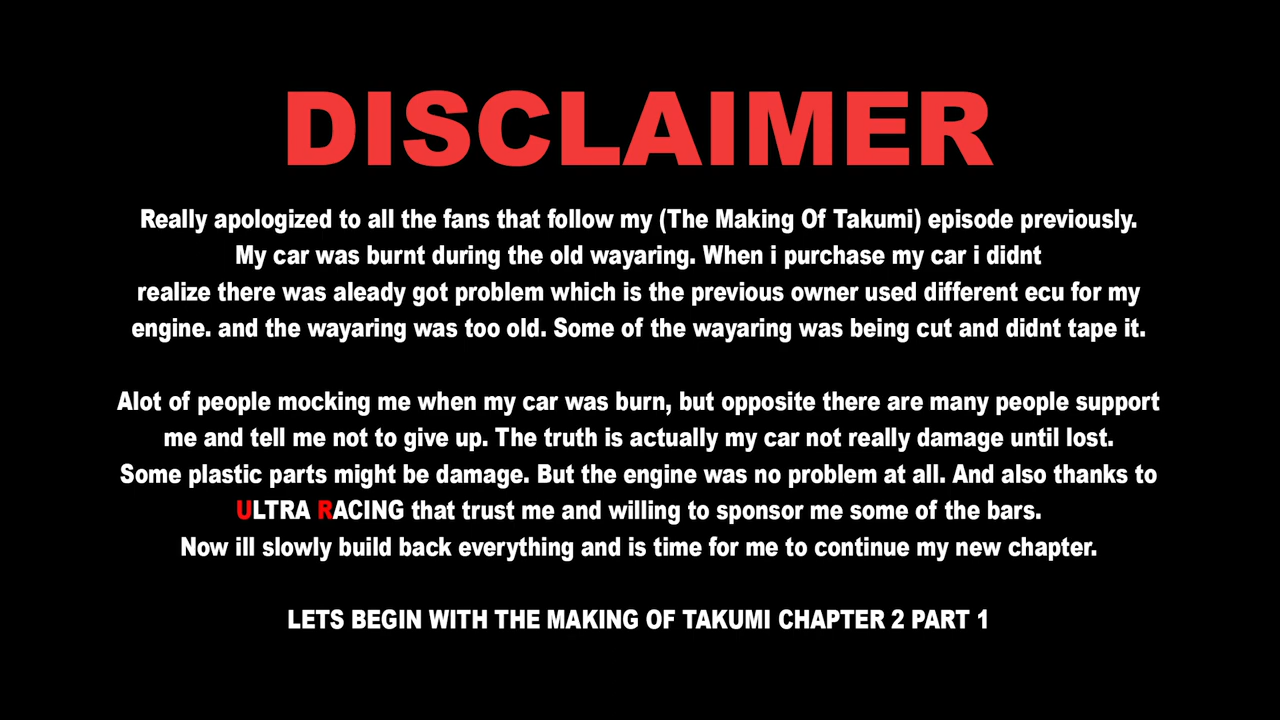 DISCLAIMER
Really apologized to all the fans that follow my (The Making Of Takumi) episode previously.
My car was burnt during the old wayaring. When i purchase my car i didnt
realize there was aleady got problem which is the previous owner used different ecu for my
engine. and the wayaring was too old. Some of the wayaring was being cut and didnt tape it.
Alot of people mocking me when my car was burn, but opposite there are many people support
me and tell me not to give up. The truth is actually my car not really damage until lost.
Some plastic parts might be damage. But the engine was no problem at all. And also thanks to
ULTRA RACING that trust me and willing to sponsor me some of the bars.
Now ill slowly build back everything and is time for me to continue my new chapter.
LETS BEGIN WITH THE MAKING OF TAKUMI CHAPTER 2 PART 1